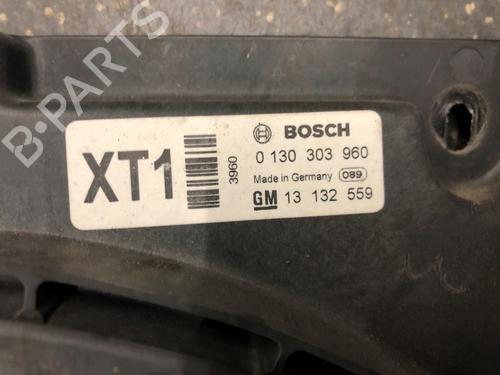 B-PARTS
XT1
3960
BOSCH
0 130 303 960
Made in Germany 089
GM 13 132 559